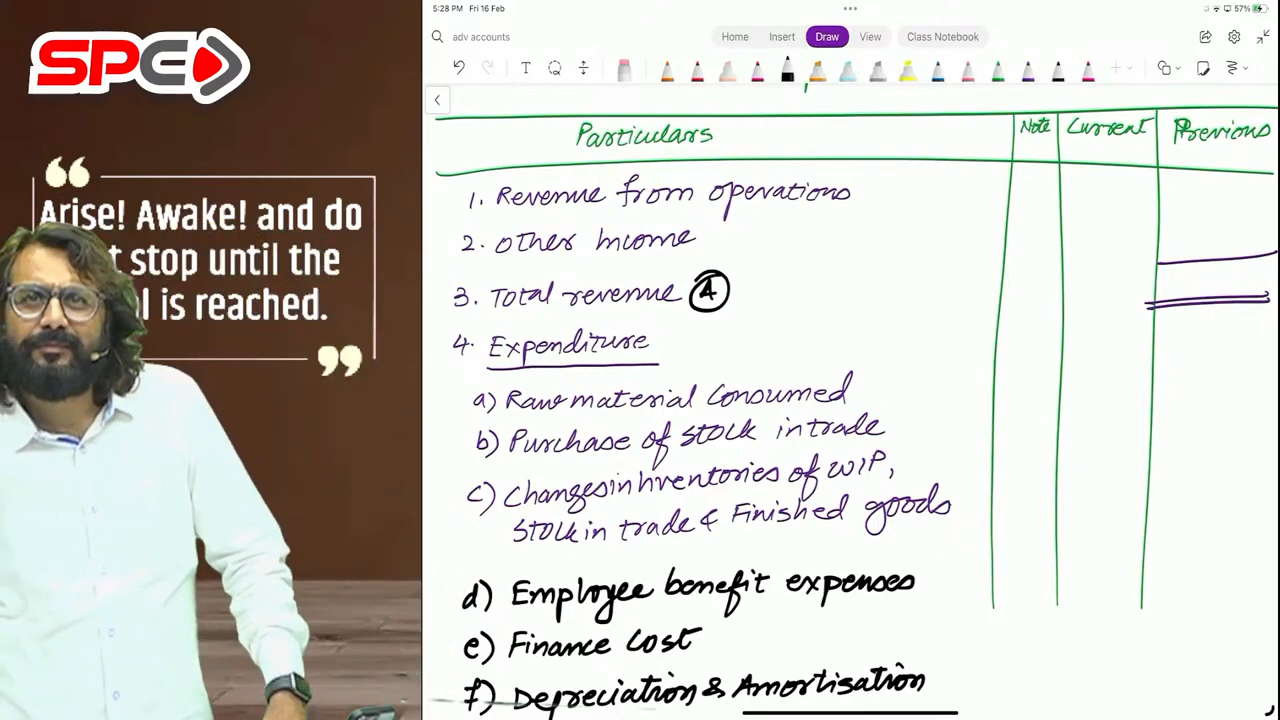 5:28 PM Fri 16 Feb
57%
adv accounts
Home Insert Draw View Class Notebook
SPE
Arise! Awake! and do
t stop until the
l is reached.
Particulars Note Current Previous
1. Revenue from operations
2. Other Income
3. Total revenue A
4. Expenditure
a) Raw material Consumed
b) Purchase of stock in trade
c) Changes in Inventories of WIP,
Stock in trade & Finished goods
d) Employee benefit expenses
e) Finance Cost
f) Depreciation & Amortisation